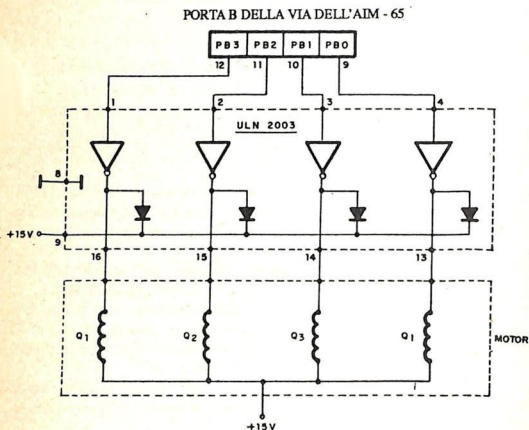 PORTA B DELLA VIA DELL'AIM - 65
PB3 PB2 PB1 PB0
12 11 10 9
1 2 3 4
ULN 2003
8
+15V 9
16 15 14 13
Q1 Q2 Q3 Q1
MOTOR
+15V